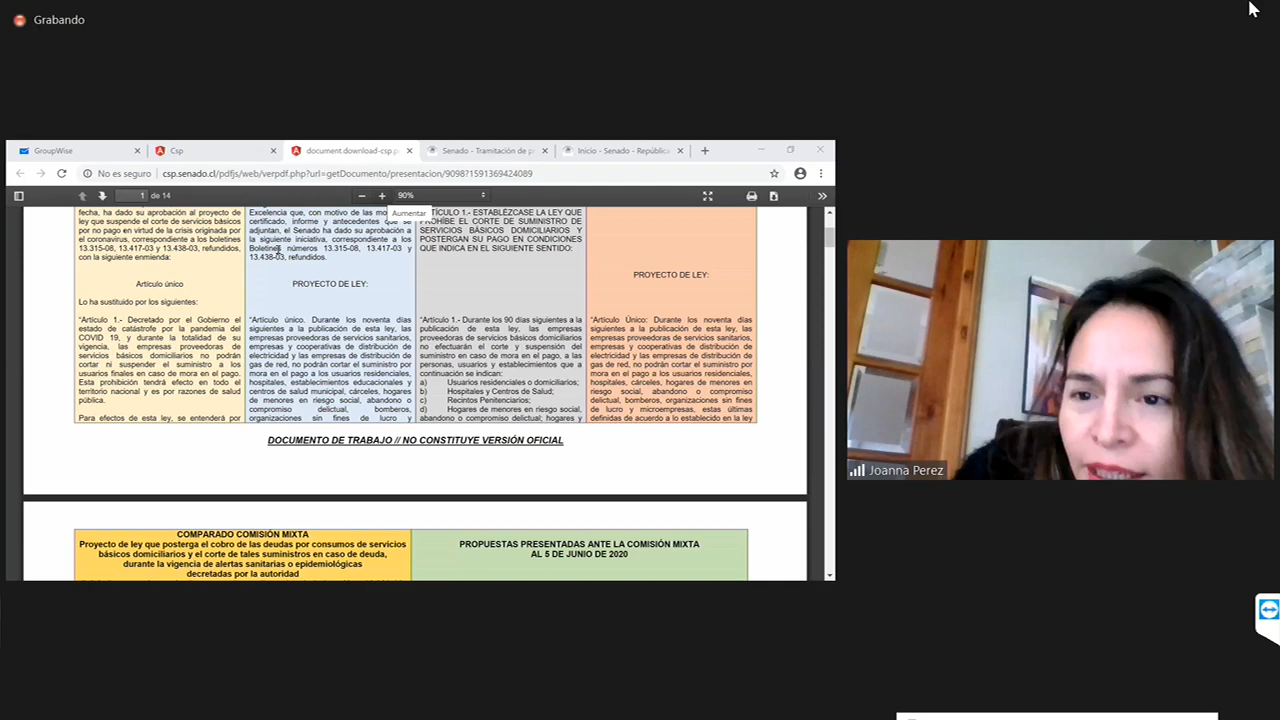 Grabando
GroupWise
Csp
document.download-csp.p
Senado - Tramitación de p
Inicio - Senado - República
No es seguro
csp.senado.cl/pdfjs/web/verpdf.php?url=getDocumento/presentacion/9098?1591369424089
1 de 14
90%
Aumentar
fecha, ha dado su aprobación al proyecto de
ley que suspende el corte de servicios básicos
por no pago en virtud de la crisis originada por
el coronavirus, correspondiente a los boletines
13.315-08, 13.417-03 y 13.438-03, refundidos,
con la siguiente enmienda:
Artículo único
Lo ha sustituido por los siguientes:
“Artículo 1.- Decretado por el Gobierno el
estado de catástrofe por la pandemia del
COVID 19, y durante la totalidad de su
vigencia, las empresas proveedoras de
servicios básicos domiciliarios no podrán
cortar ni suspender el suministro a los
usuarios finales en caso de mora en el pago.
Esta prohibición tendrá efecto en todo el
territorio nacional y es por razones de salud
pública.
Para efectos de esta ley, se entenderá por
Excelencia que, con motivo de las mo
certificado, informe y antecedentes que se
adjuntan, el Senado ha dado su aprobación a
la siguiente iniciativa, correspondiente a los
Boletines números 13.315-08, 13.417-03 y
13.438-03, refundidos.
PROYECTO DE LEY:
“Artículo único. Durante los noventa días
siguientes a la publicación de esta ley, las
empresas proveedoras de servicios sanitarios,
empresas y cooperativas de distribución de
electricidad y las empresas de distribución de
gas de red, no podrán cortar el suministro por
mora en el pago a los usuarios residenciales,
hospitales, establecimientos educacionales y
centros de salud municipal, cárceles, hogares
de menores en riesgo social, abandono o
compromiso delictual, bomberos,
organizaciones sin fines de lucro y
TÍCULO 1.- ESTABLÉZCASE LA LEY QUE
PROHÍBE EL CORTE DE SUMINISTRO DE
SERVICIOS BÁSICOS DOMICILIARIOS Y
POSTERGAN SU PAGO EN CONDICIONES
QUE INDICA EN EL SIGUIENTE SENTIDO:
“Artículo 1.- Durante los 90 días siguientes a la
publicación de esta ley, las empresas
proveedoras de servicios básicos domiciliarios
no efectuarán el corte y suspensión del
suministro en caso de mora en el pago, a las
personas, usuarios y establecimientos que a
continuación se indican:
a) Usuarios residenciales o domiciliarios;
b) Hospitales y Centros de Salud;
c) Recintos Penitenciarios;
d) Hogares de menores en riesgo social,
abandono o compromiso delictual; hogares y
PROYECTO DE LEY:
“Artículo Único: Durante los noventa días
siguientes a la publicación de esta ley, las
empresas proveedoras de servicios sanitarios,
empresas y cooperativas de distribución de
electricidad y las empresas de distribución de
gas de red, no podrán cortar el suministro por
mora en el pago a los usuarios residenciales,
hospitales, cárceles, hogares de menores en
riesgo social, abandono o compromiso
delictual, bomberos, organizaciones sin fines
de lucro y microempresas, estas últimas
definidas de acuerdo a lo establecido en la ley
DOCUMENTO DE TRABAJO // NO CONSTITUYE VERSIÓN OFICIAL
COMPARADO COMISIÓN MIXTA
Proyecto de ley que posterga el cobro de las deudas por consumos de servicios
básicos domiciliarios y el corte de tales suministros en caso de deuda,
durante la vigencia de alertas sanitarias o epidemiológicas
decretadas por la autoridad
PROPUESTAS PRESENTADAS ANTE LA COMISIÓN MIXTA
AL 5 DE JUNIO DE 2020
Joanna Perez